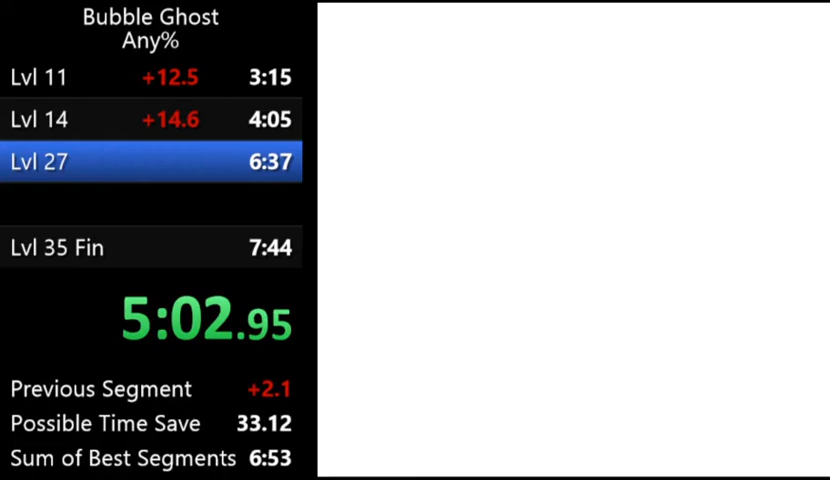 Bubble Ghost
Any%
Lvl 11 +12.5 3:15
Lvl 14 +14.6 4:05
Lvl 27 6:37
Lvl 35 Fin 7:44
5:02.95
Previous Segment +2.1
Possible Time Save 33.12
Sum of Best Segments 6:53